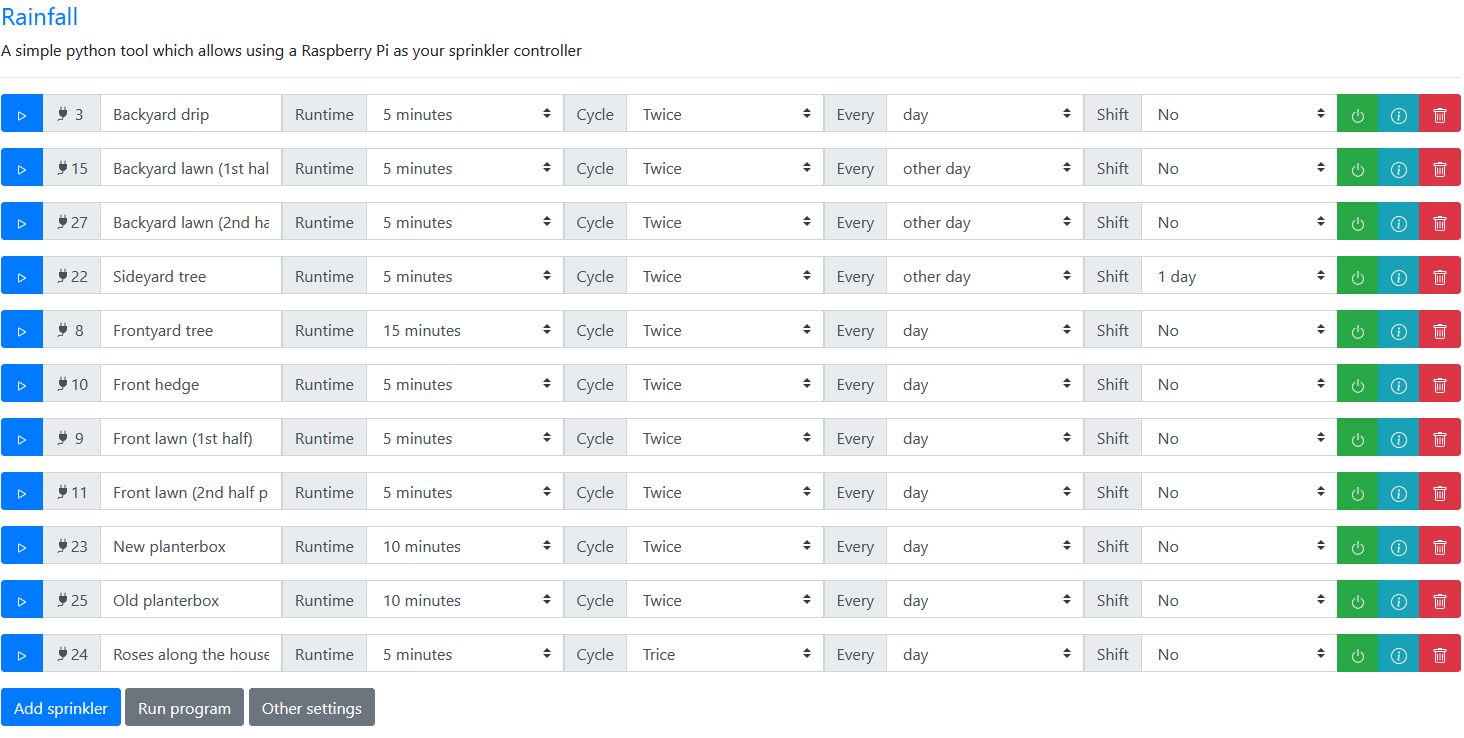 Rainfall
A simple python tool which allows using a Raspberry Pi as your sprinkler controller
3 Backyard drip Runtime 5 minutes Cycle Twice Every day Shift No
15 Backyard lawn (1st hal Runtime 5 minutes Cycle Twice Every other day Shift No
27 Backyard lawn (2nd ha Runtime 5 minutes Cycle Twice Every other day Shift No
22 Sideyard tree Runtime 5 minutes Cycle Twice Every other day Shift 1 day
8 Frontyard tree Runtime 15 minutes Cycle Twice Every day Shift No
10 Front hedge Runtime 5 minutes Cycle Twice Every day Shift No
9 Front lawn (1st half) Runtime 5 minutes Cycle Twice Every day Shift No
11 Front lawn (2nd half p Runtime 5 minutes Cycle Twice Every day Shift No
23 New planterbox Runtime 10 minutes Cycle Twice Every day Shift No
25 Old planterbox Runtime 10 minutes Cycle Twice Every day Shift No
24 Roses along the house Runtime 5 minutes Cycle Trice Every day Shift No
Add sprinkler Run program Other settings